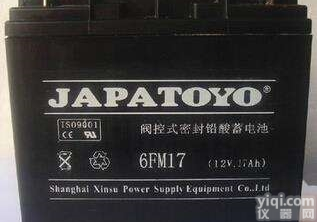 JAPATOYO®
ISO9001
CE
阀控式密封铅酸蓄电池
6FM17 (12V.17Ah)
Shanghai Xinsu Power Supply Equipment Co.Ltd
yiqi.com
仪器网